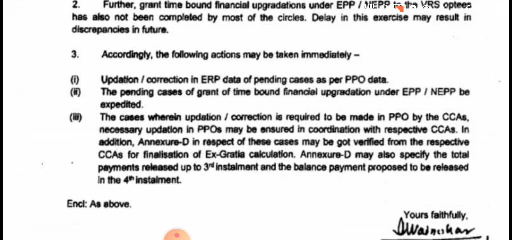 2. Further, grant time bound financial upgradations under EPP / NEPP to the VRS optees
has also not been completed by most of the circles. Delay in this exercise may result in
discrepancies in future.
3. Accordingly, the following actions may be taken immediately –
(i) Updation / correction in ERP data of pending cases as per PPO data.
(ii) The pending cases of grant of time bound financial upgradation under EPP / NEPP be
expedited.
(iii) The cases wherein updation / correction is required to be made in PPO by the CCAs,
necessary updation in PPOs may be ensured in coordination with respective CCAs. In
addition, Annexure-D in respect of these cases may be got verified from the respective
CCAs for finalisation of Ex-Gratia calculation. Annexure-D may also specify the total
payments released up to 3rd instalment and the balance payment proposed to be released
in the 4th instalment.
Encl: As above.
Yours faithfully,